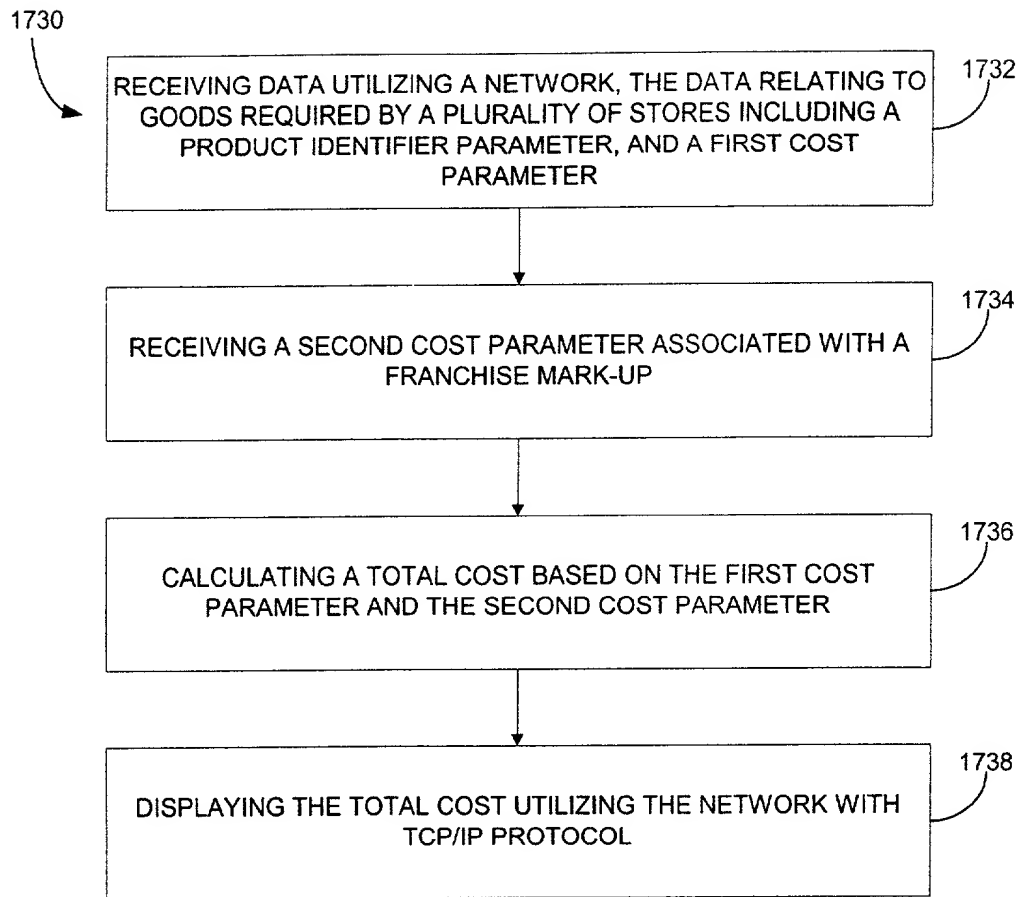 1730
1732
RECEIVING DATA UTILIZING A NETWORK, THE DATA RELATING TO
GOODS REQUIRED BY A PLURALITY OF STORES INCLUDING A
PRODUCT IDENTIFIER PARAMETER, AND A FIRST COST
PARAMETER
1734
RECEIVING A SECOND COST PARAMETER ASSOCIATED WITH A
FRANCHISE MARK-UP
1736
CALCULATING A TOTAL COST BASED ON THE FIRST COST
PARAMETER AND THE SECOND COST PARAMETER
1738
DISPLAYING THE TOTAL COST UTILIZING THE NETWORK WITH
TCP/IP PROTOCOL